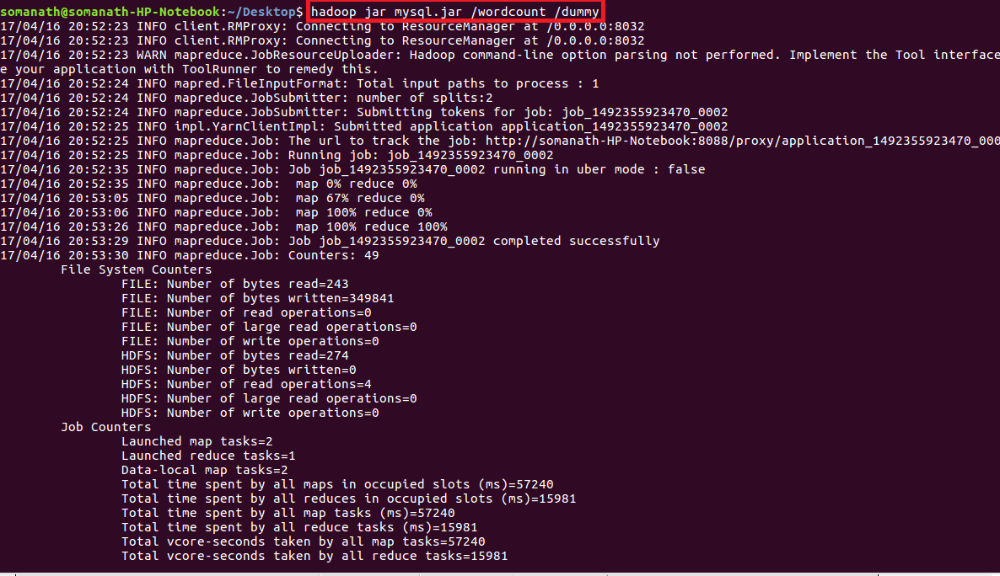 somanath@somanath-HP-Notebook:~/Desktop$ hadoop jar mysql.jar /wordcount /dummy
17/04/16 20:52:23 INFO client.RMProxy: Connecting to ResourceManager at /0.0.0.0:8032
17/04/16 20:52:23 INFO client.RMProxy: Connecting to ResourceManager at /0.0.0.0:8032
17/04/16 20:52:23 WARN mapreduce.JobResourceUploader: Hadoop command-line option parsing not performed. Implement the Tool interface
e your application with ToolRunner to remedy this.
17/04/16 20:52:24 INFO mapred.FileInputFormat: Total input paths to process : 1
17/04/16 20:52:24 INFO mapreduce.JobSubmitter: number of splits:2
17/04/16 20:52:24 INFO mapreduce.JobSubmitter: Submitting tokens for job: job_1492355923470_0002
17/04/16 20:52:25 INFO impl.YarnClientImpl: Submitted application application_1492355923470_0002
17/04/16 20:52:25 INFO mapreduce.Job: The url to track the job: http://somanath-HP-Notebook:8088/proxy/application_1492355923470_000
17/04/16 20:52:25 INFO mapreduce.Job: Running job: job_1492355923470_0002
17/04/16 20:52:35 INFO mapreduce.Job: Job job_1492355923470_0002 running in uber mode : false
17/04/16 20:52:35 INFO mapreduce.Job:  map 0% reduce 0%
17/04/16 20:53:05 INFO mapreduce.Job:  map 67% reduce 0%
17/04/16 20:53:06 INFO mapreduce.Job:  map 100% reduce 0%
17/04/16 20:53:26 INFO mapreduce.Job:  map 100% reduce 100%
17/04/16 20:53:29 INFO mapreduce.Job: Job job_1492355923470_0002 completed successfully
17/04/16 20:53:30 INFO mapreduce.Job: Counters: 49
File System Counters
FILE: Number of bytes read=243
FILE: Number of bytes written=349841
FILE: Number of read operations=0
FILE: Number of large read operations=0
FILE: Number of write operations=0
HDFS: Number of bytes read=274
HDFS: Number of bytes written=0
HDFS: Number of read operations=4
HDFS: Number of large read operations=0
HDFS: Number of write operations=0
Job Counters
Launched map tasks=2
Launched reduce tasks=1
Data-local map tasks=2
Total time spent by all maps in occupied slots (ms)=57240
Total time spent by all reduces in occupied slots (ms)=15981
Total time spent by all map tasks (ms)=57240
Total time spent by all reduce tasks (ms)=15981
Total vcore-seconds taken by all map tasks=57240
Total vcore-seconds taken by all reduce tasks=15981